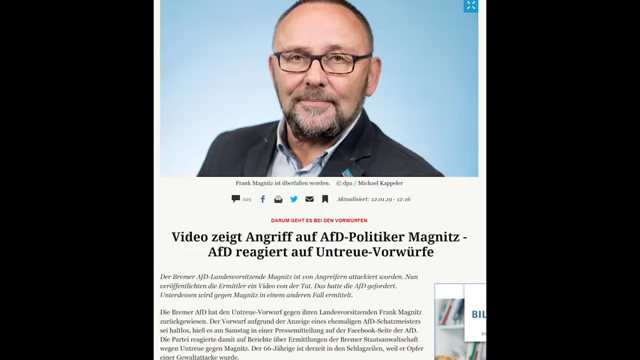 Frank Magnitz ist überfallen worden. © dpa / Michael Kappeler
Aktualisiert: 12.01.19 - 12:16
DARUM GEHT ES BEI DEN VORWÜRFEN
Video zeigt Angriff auf AfD-Politiker Magnitz -
AfD reagiert auf Untreue-Vorwürfe
Der Bremer AfD-Landesvorsitzende Magnitz ist von Angreifern attackiert worden. Nun
veröffentlichen die Ermittler ein Video von der Tat. Das hatte die AfD gefordert.
Unterdessen wird gegen Magnitz in einem anderen Fall ermittelt.
Die Bremer AfD hat den Untreue-Vorwurf gegen ihren Landesvorsitzenden Frank Magnitz
zurückgewiesen. Der Vorwurf aufgrund der Anzeige eines ehemaligen AfD-Schatzmeisters
sei haltlos, hieß es am Samstag in einer Pressemitteilung auf der Facebook-Seite der AfD.
Die Partei reagierte damit auf Berichte über Ermittlungen der Bremer Staatsanwaltschaft
wegen Untreue gegen Magnitz. Der 66-Jährige ist derzeit in den Schlagzeilen, weil er Opfer
einer Gewaltattacke wurde.
BIL